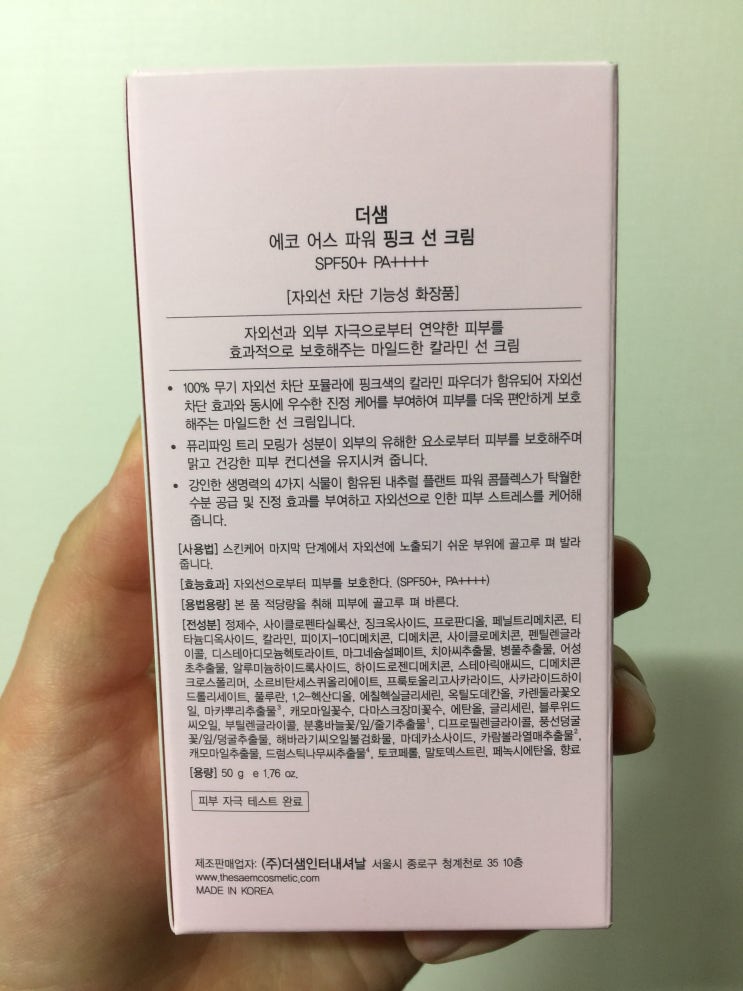 더샘
에코 어스 파워 핑크 선 크림
SPF50+ PA++++
[자외선 차단 기능성 화장품]
자외선과 외부 자극으로부터 연약한 피부를
효과적으로 보호해주는 마일드한 칼라민 선 크림
• 100% 무기 자외선 차단 포뮬라에 핑크색의 칼라민 파우더가 함유되어 자외선
차단 효과와 동시에 우수한 진정 케어를 부여하여 피부를 더욱 편안하게 보호
해주는 마일드한 선 크림입니다.
• 퓨리파잉 트리 모링가 성분이 외부의 유해한 요소로부터 피부를 보호해주며
맑고 건강한 피부 컨디션을 유지시켜 줍니다.
• 강인한 생명력의 4가지 식물이 함유된 내추럴 플랜트 파워 콤플렉스가 탁월한
수분 공급 및 진정 효과를 부여하고 자외선으로 인한 피부 스트레스를 케어해
줍니다.
[사용법] 스킨케어 마지막 단계에서 자외선에 노출되기 쉬운 부위에 골고루 펴 발라
줍니다.
[효능효과] 자외선으로부터 피부를 보호한다. (SPF50+, PA++++)
[용법용량] 본 품 적당량을 취해 피부에 골고루 펴 바른다.
[전성분] 정제수, 사이클로펜타실록산, 징크옥사이드, 프로판디올, 페닐트리메치콘, 티
타늄디옥사이드, 칼라민, 피이지-10디메치콘, 디메치콘, 사이클로메치콘, 펜틸렌글라
이콜, 디스테아디모늄헥토라이트, 마그네슘설페이트, 치아씨추출물, 병풀추출물, 어성
초추출물, 알루미늄하이드록사이드, 하이드로젠디메치콘, 스테아릭애씨드, 디메치콘
크로스폴리머, 소르비탄세스퀴올리에이트, 프룩토올리고사카라이드, 사카라이드하이
드롤리세이트, 풀루란, 1,2-헥산디올, 에칠헥실글리세린, 옥틸도데칸올, 카렌둘라꽃오
일, 마카뿌리추출물³, 캐모마일꽃수, 다마스크장미꽃수, 에탄올, 글리세린, 블루위드
씨오일, 부틸렌글라이콜, 분홍바늘꽃/잎/줄기추출물¹, 디프로필렌글라이콜, 풍선덩굴
꽃/잎/덩굴추출물, 해바라기씨오일불검화물, 마데카소사이드, 카람볼라열매추출물²,
캐모마일추출물, 드럼스틱나무씨추출물⁴, 토코페롤, 말토덱스트린, 페녹시에탄올, 향료
[용량] 50 g e 1.76 oz.
피부 자극 테스트 완료
제조판매업자: (주)더샘인터내셔날 서울시 종로구 청계천로 35 10층
www.thesaemcosmetic.com
MADE IN KOREA